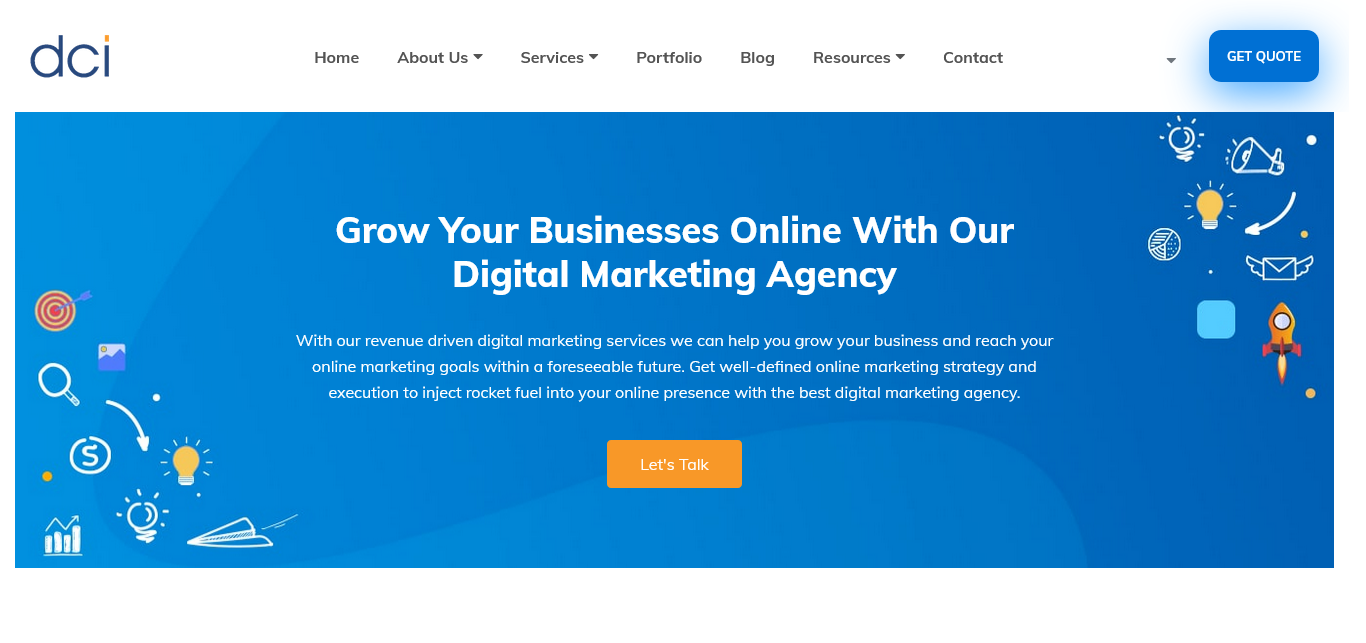 dci
Home
About Us
Services
Portfolio
Blog
Resources
Contact
GET QUOTE
Grow Your Businesses Online With Our
Digital Marketing Agency
With our revenue driven digital marketing services we can help you grow your business and reach your
online marketing goals within a foreseeable future. Get well-defined online marketing strategy and
execution to inject rocket fuel into your online presence with the best digital marketing agency.
Let's Talk